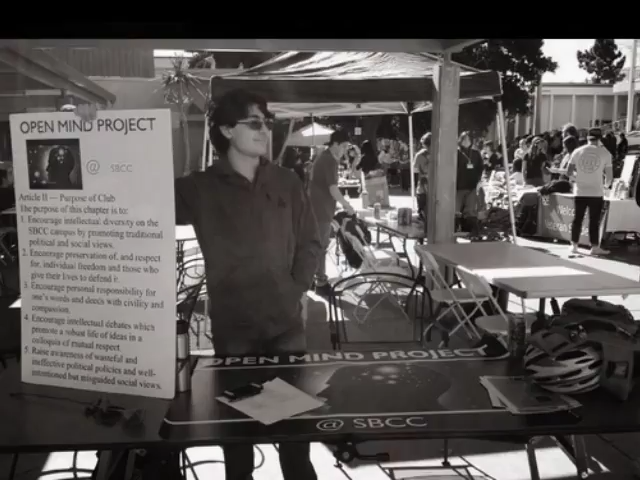 OPEN MIND PROJECT
@ SBCC
Article II — Purpose of Club
The purpose of this chapter is to:
1. Encourage intellectual diversity on the
SBCC campus by promoting traditional
political and social views.
2. Encourage preservation of, and respect
for, individual freedom and those who
give their lives to defend it.
3. Encourage personal responsibility for
one's words and deeds with civility and
compassion.
4. Encourage intellectual debates which
promote a robust life of ideas in a
colloquia of mutual respect.
5. Raise awareness of wasteful and
ineffective political policies and well-
intentioned but misguided social views.
OPEN MIND PROJECT
@ SBCC
Welcome